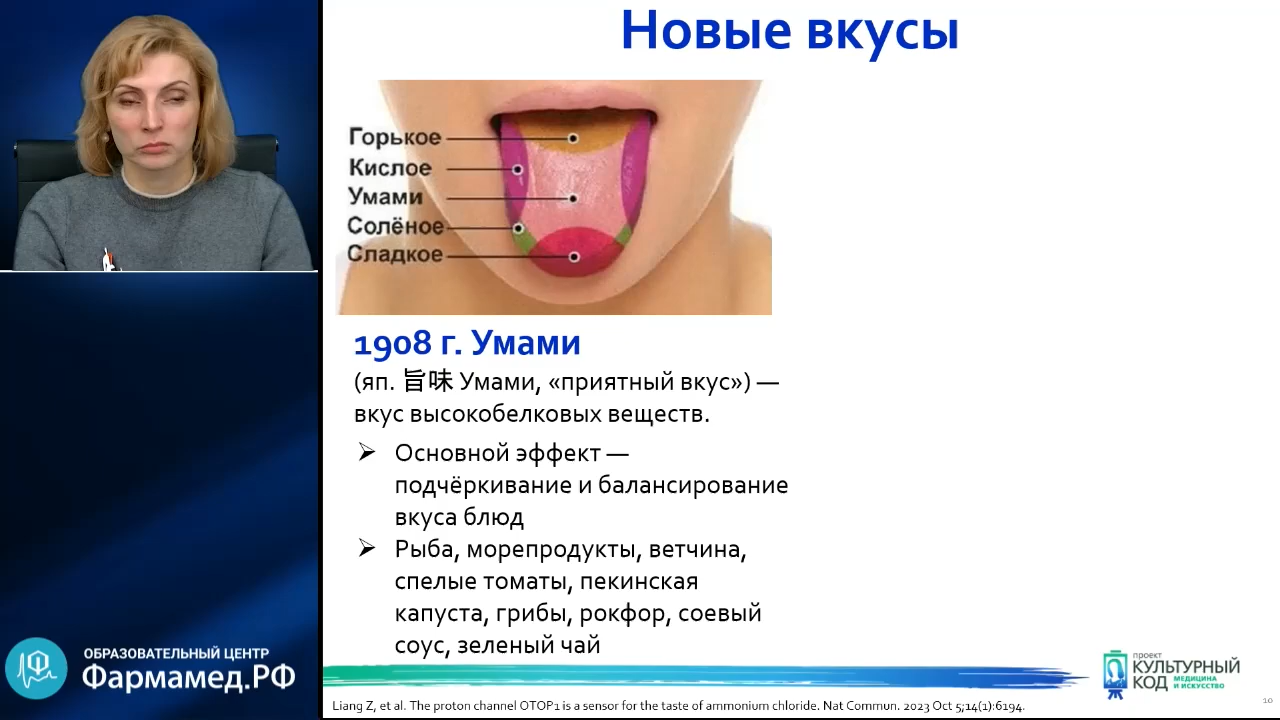 Новые вкусы
Горькое
Кислое
Умами
Солёное
Сладкое
1908 г. Умами
(яп. 旨味 Умами, «приятный вкус») —
вкус высокобелковых веществ.
Основной эффект —
подчёркивание и балансирование
вкуса блюд
Рыба, морепродукты, ветчина,
спелые томаты, пекинская
капуста, грибы, рокфор, соевый
соус, зеленый чай
ОБРАЗОВАТЕЛЬНЫЙ ЦЕНТР
Фармамед.РФ
проект
КУЛЬТУРНЫЙ
КОД МЕДИЦИНА
И ИСКУССТВО
Liang Z, et al. The proton channel OTOP1 is a sensor for the taste of ammonium chloride. Nat Commun. 2023 Oct 5;14(1):6194.
10